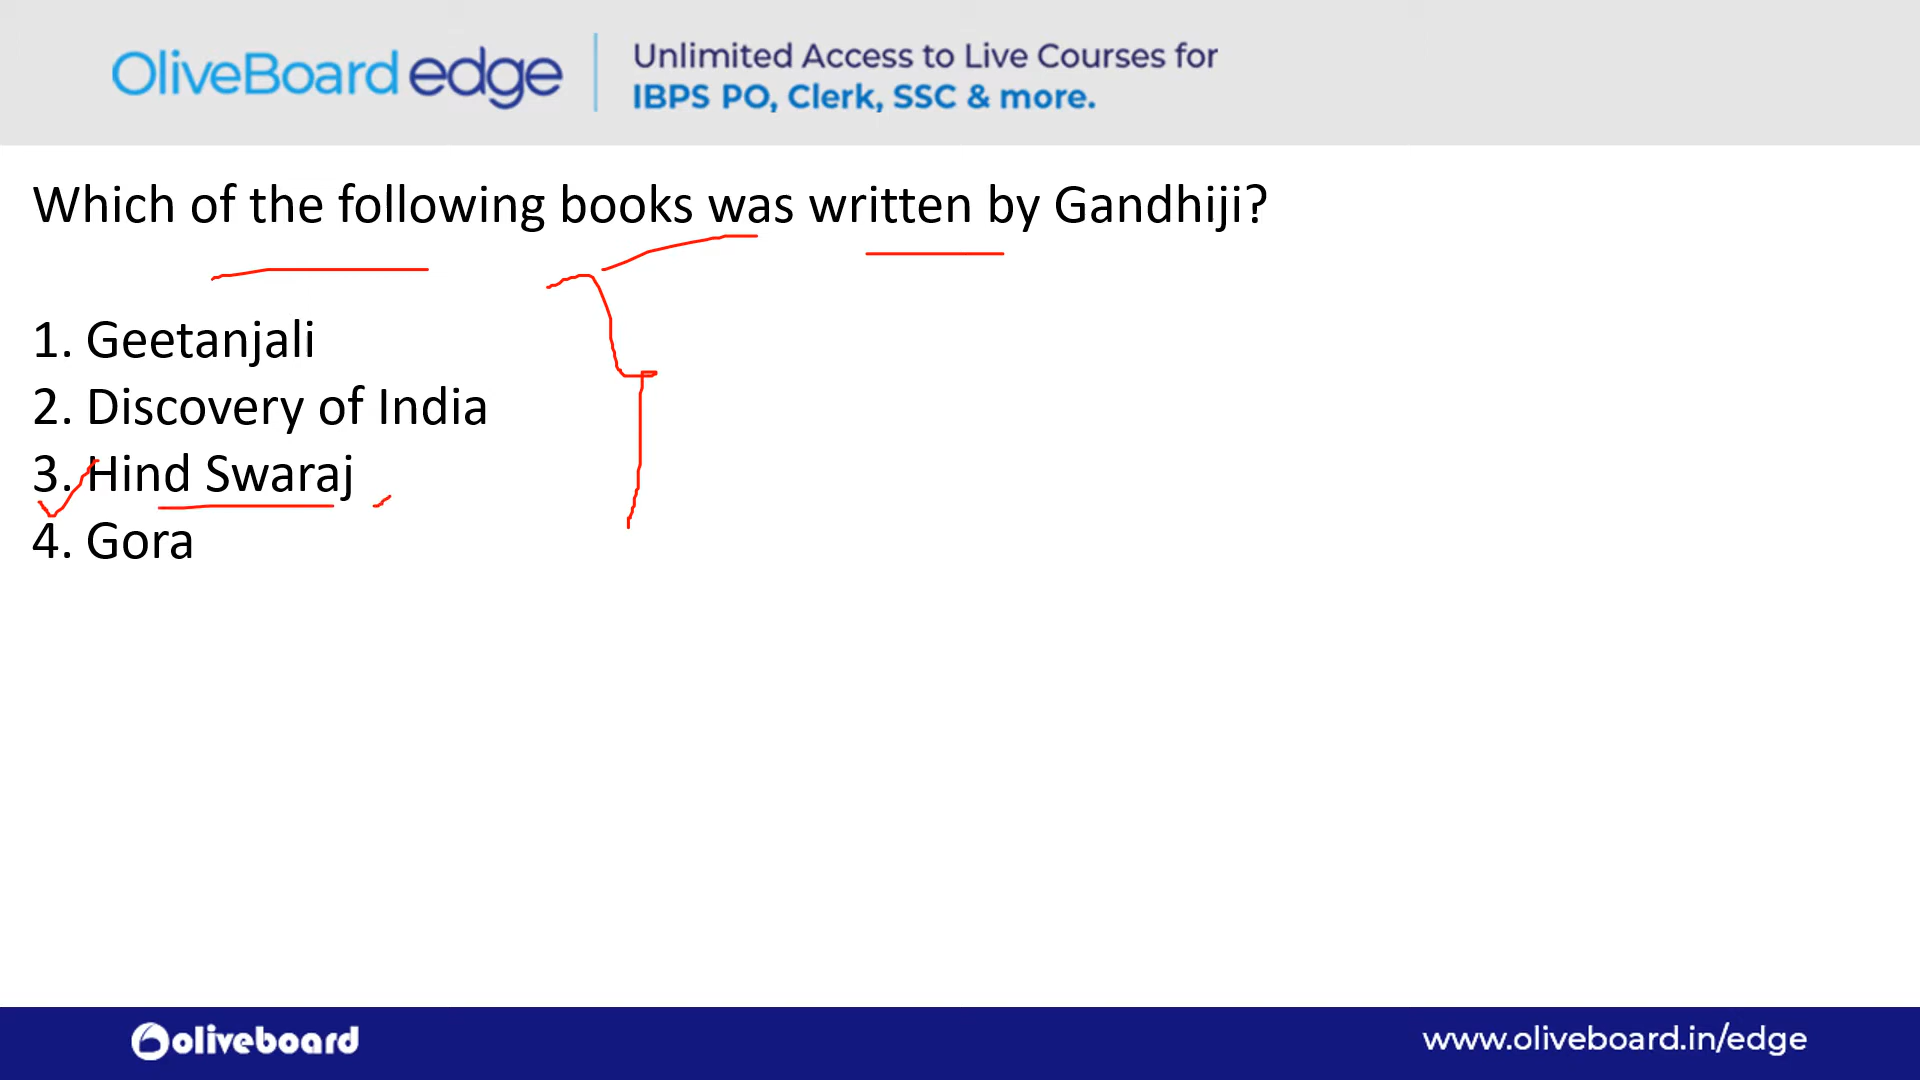 OliveBoard edge
Unlimited Access to Live Courses for
IBPS PO, Clerk, SSC & more.
Which of the following books was written by Gandhiji?
1. Geetanjali
2. Discovery of India
3. Hind Swaraj
4. Gora
oliveboard
www.oliveboard.in/edge